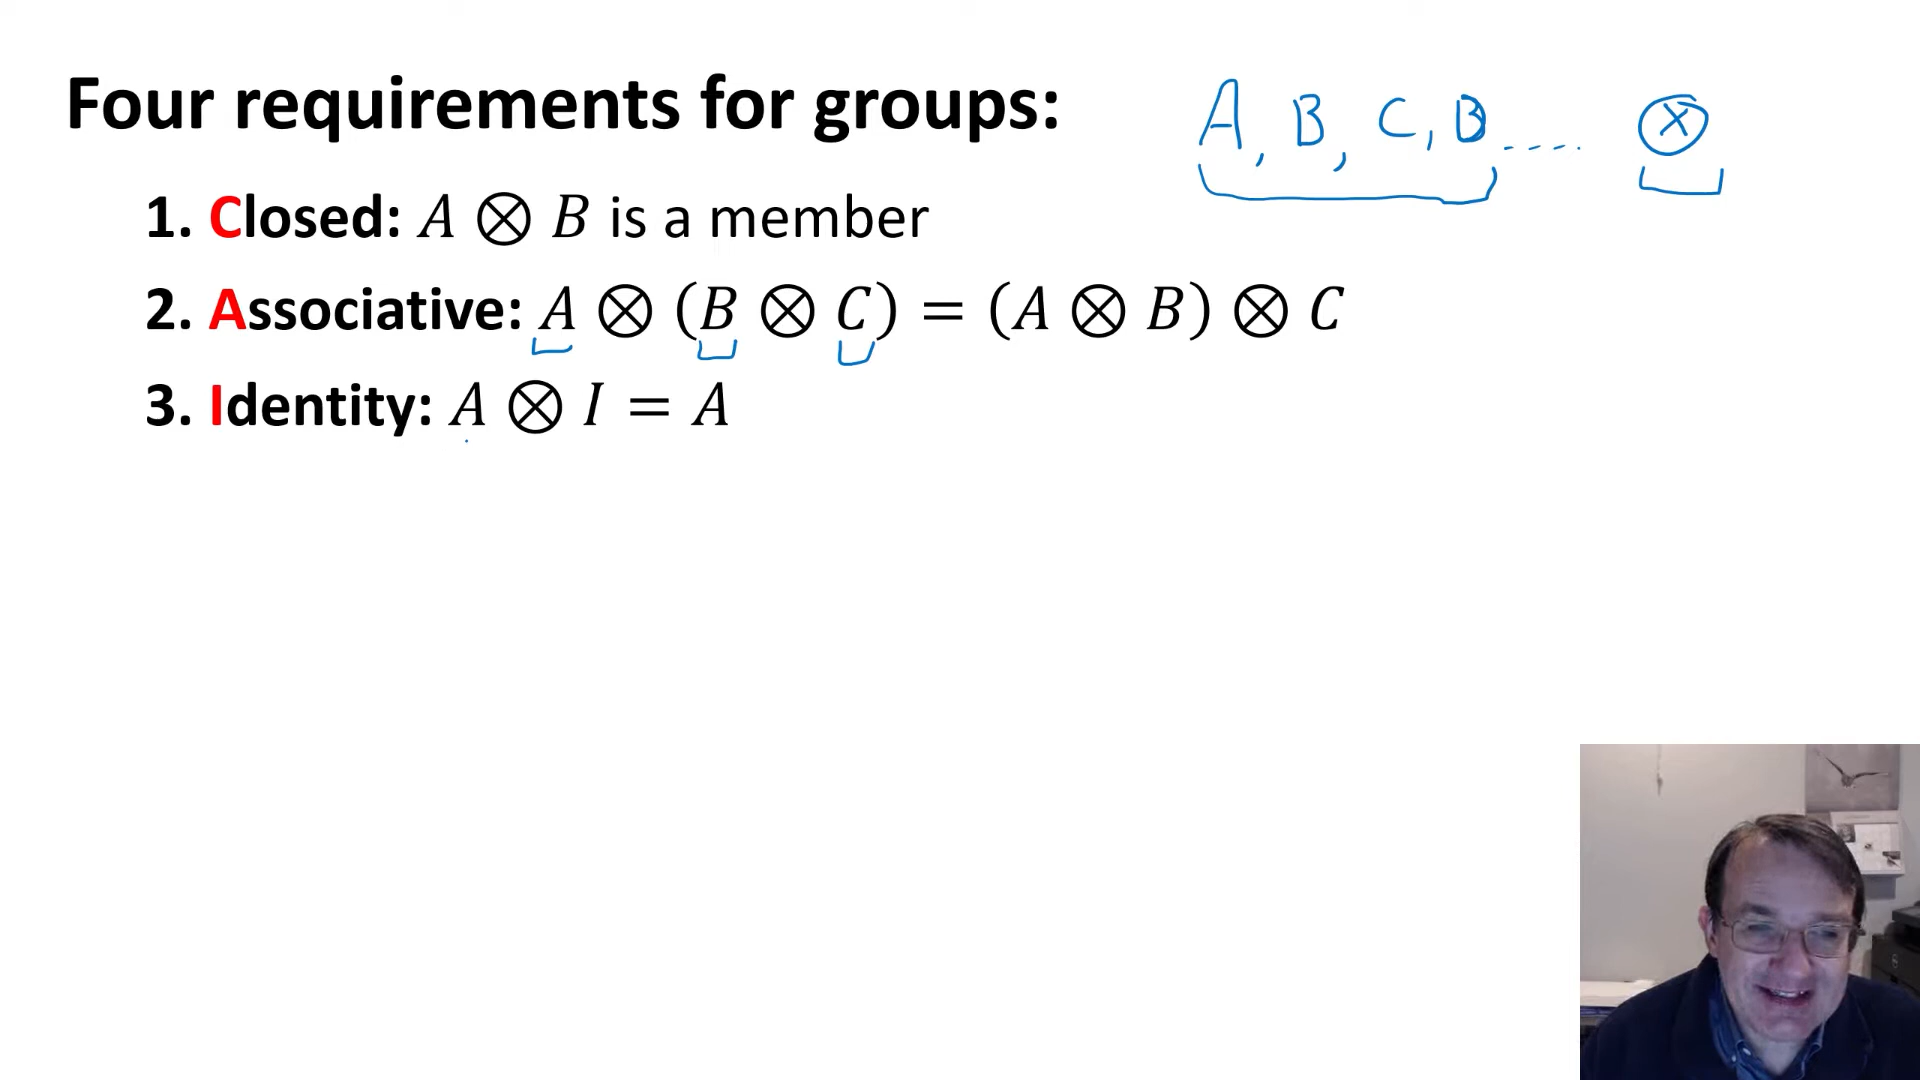 Four requirements for groups:
A, B, C, B..... ⊗
1. Closed: A ⊗ B is a member
2. Associative: A ⊗ (B ⊗ C) = (A ⊗ B) ⊗ C
3. Identity: A ⊗ I = A